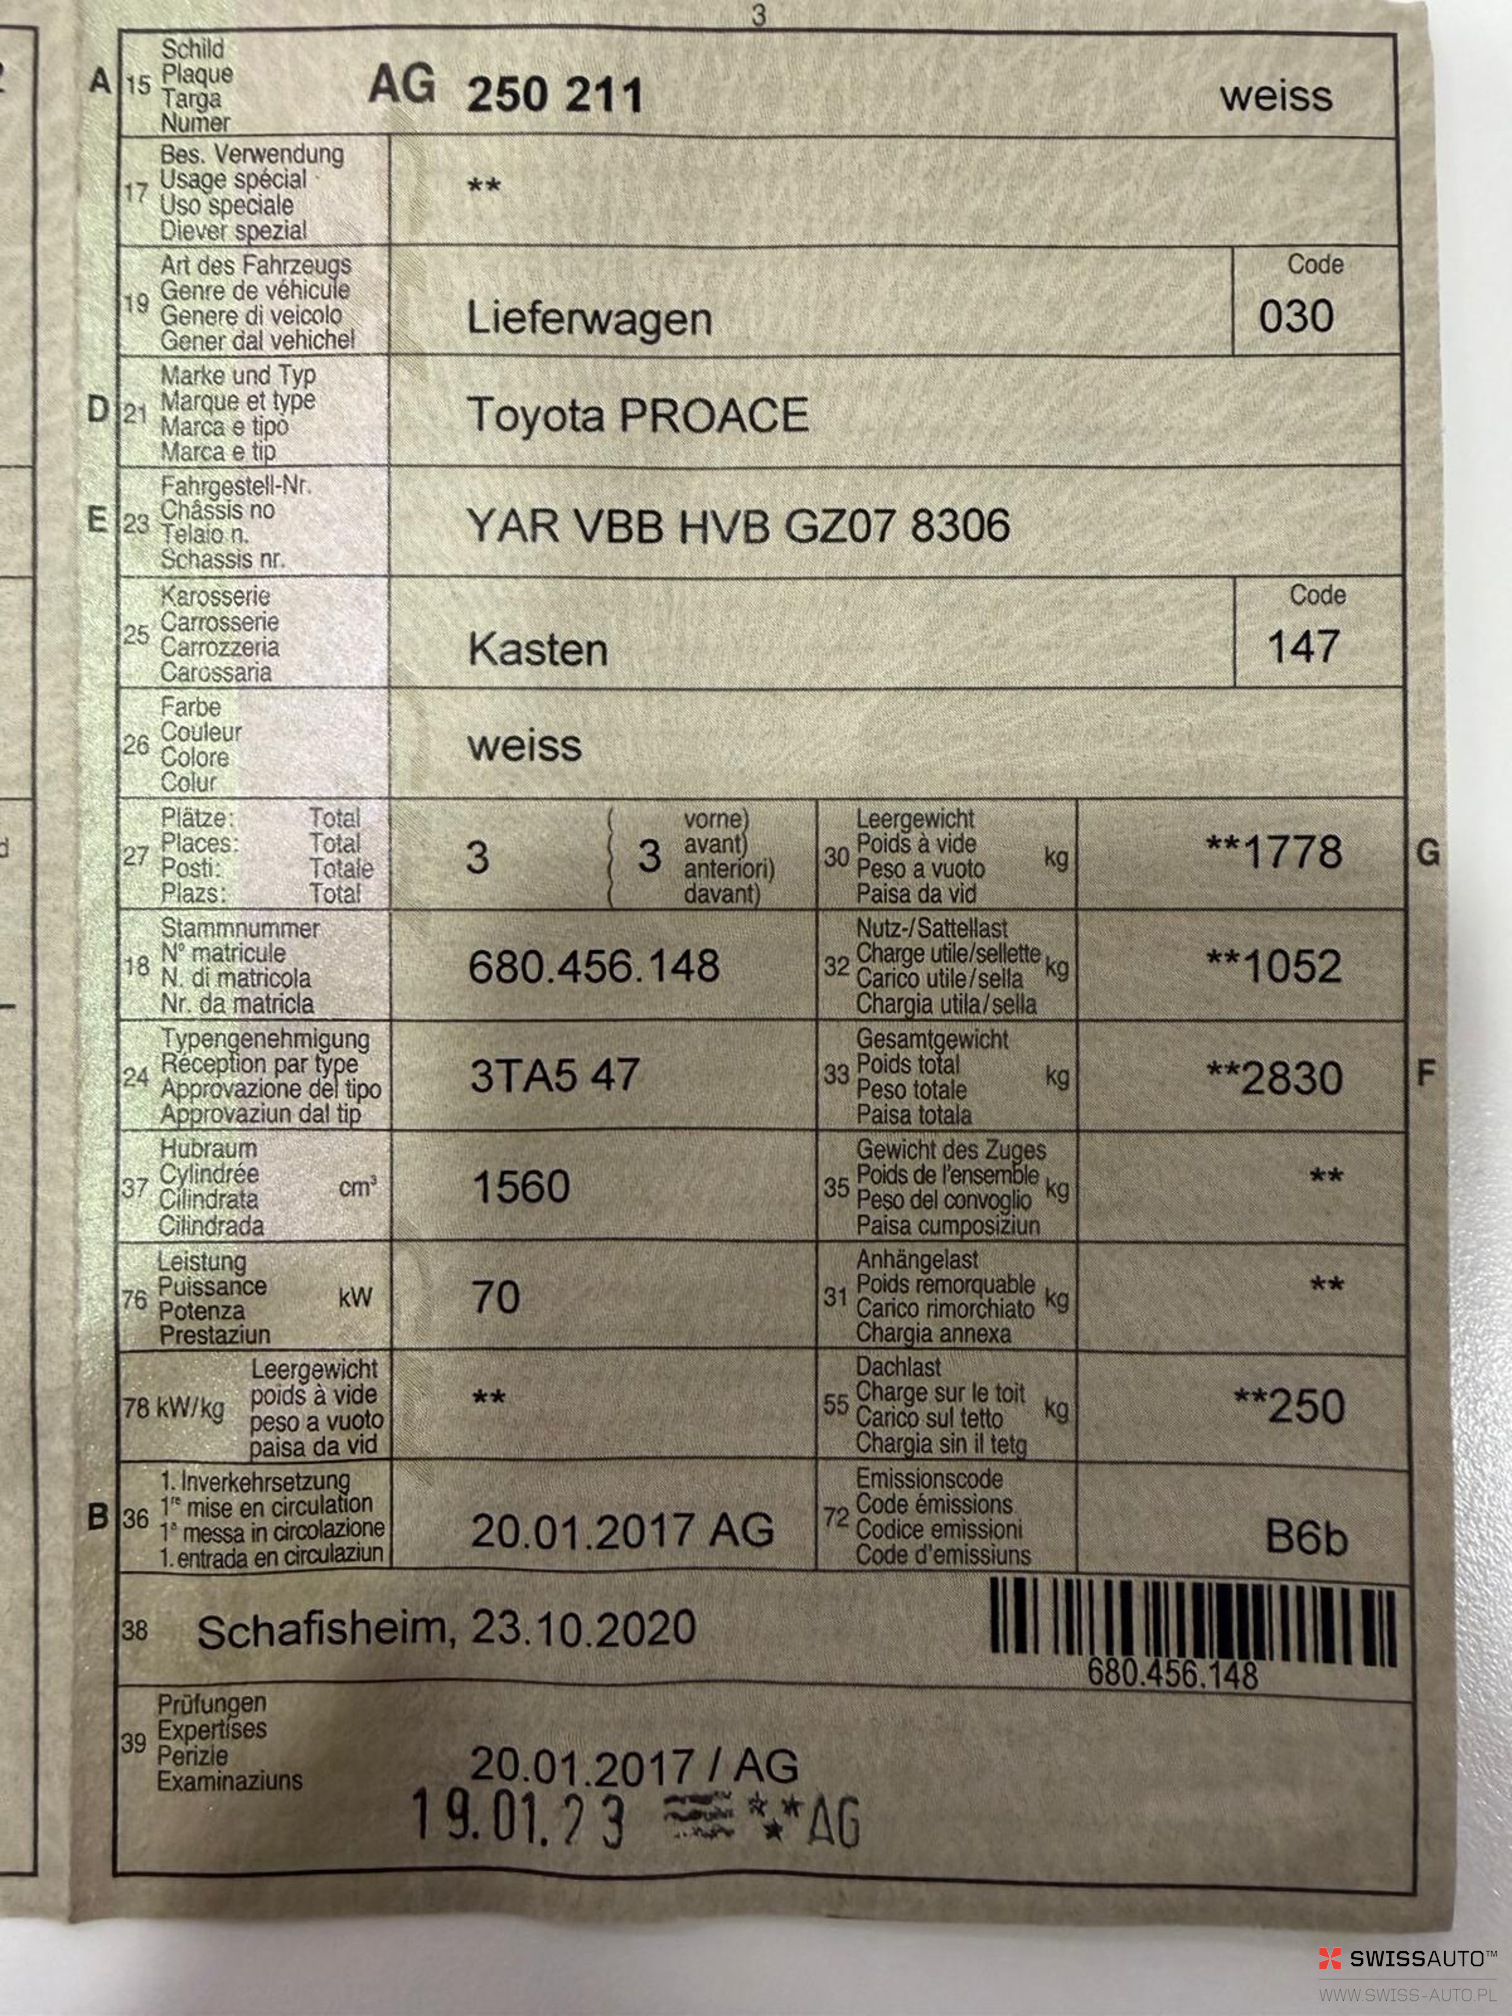 3
A 15 Schild
Plaque
Targa
Numer
AG 250 211 weiss
17 Bes. Verwendung
Usage spécial
Uso speciale
Diever spezial
**
19 Art des Fahrzeugs
Genre de véhicule
Genere di veicolo
Gener dal vehichel
Lieferwagen
Code
030
D 21 Marke und Typ
Marque et type
Marca e tipo
Marca e tip
Toyota PROACE
E 23 Fahrgestell-Nr.
Châssis no
Telaio n.
Schassis nr.
YAR VBB HVB GZ07 8306
25 Karosserie
Carrosserie
Carrozzeria
Carossaria
Kasten
Code
147
26 Farbe
Couleur
Colore
Colur
weiss
27 Plätze: Total
Places: Total
Posti: Totale
Plazs: Total
3 ( 3 vorne)
avant)
anteriori)
davant)
30 Leergewicht
Poids à vide
Peso a vuoto
Paisa da vid
kg
**1778 G
18 Stammnummer
N° matricule
N. di matricola
Nr. da matricla
680.456.148
32 Nutz-/Sattellast
Charge utile/sellette
Carico utile/sella
Chargia utila/sella
kg
**1052
24 Typengenehmigung
Réception par type
Approvazione del tipo
Approvaziun dal tip
3TA5 47
33 Gesamtgewicht
Poids total
Peso totale
Paisa totala
kg
**2830 F
37 Hubraum
Cylindrée
Cilindrata
Cilindrada
cm³
1560
35 Gewicht des Zuges
Poids de l'ensemble
Peso del convoglio
Paisa cumposiziun
kg
**
76 Leistung
Puissance
Potenza
Prestaziun
kW
70
31 Anhängelast
Poids remorquable
Carico rimorchiato
Chargia annexa
kg
**
78 kW/kg Leergewicht
poids à vide
peso a vuoto
paisa da vid
**
55 Dachlast
Charge sur le toit
Carico sul tetto
Chargia sin il tetg
kg
**250
B 36 1. Inverkehrsetzung
1re mise en circulation
1a messa in circolazione
1. entrada en circulaziun
20.01.2017 AG
72 Emissionscode
Code émissions
Codice emissioni
Code d'emissiuns
B6b
38 Schafisheim, 23.10.2020
680.456.148
39 Prüfungen
Expertises
Perizie
Examinaziuns
20.01.2017 / AG
19.01.23 *** AG
SWISSAUTO™
WWW.SWISS-AUTO.PL